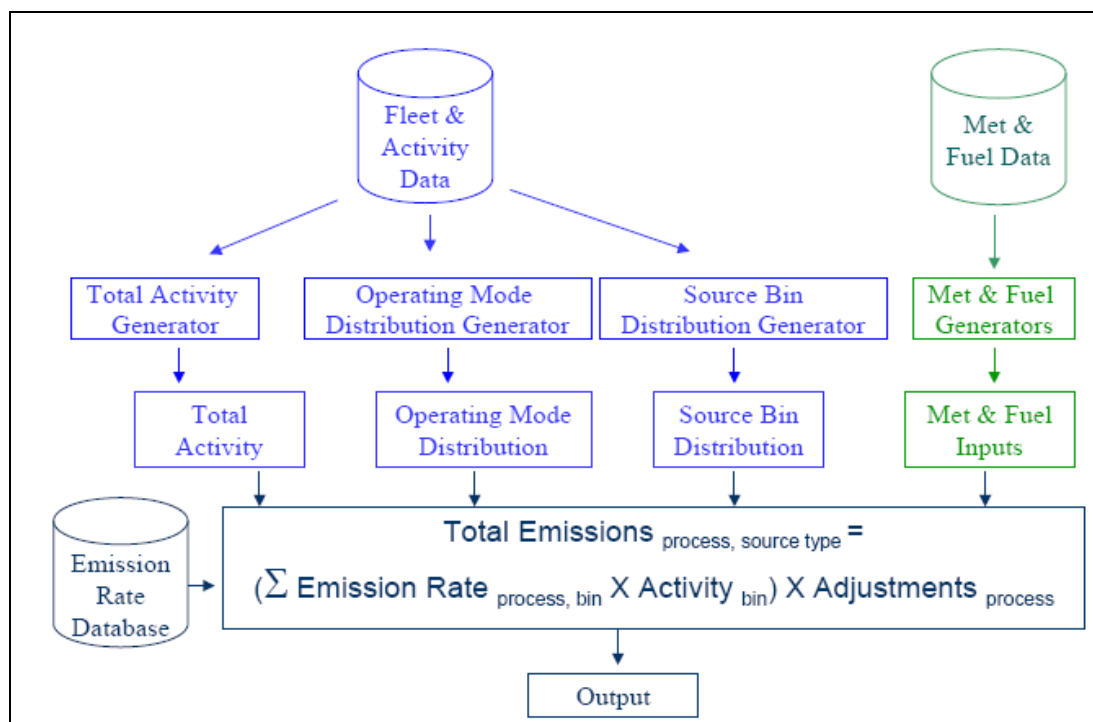 Fleet &
Activity
Data
Met &
Fuel Data
Total Activity
Generator
Operating Mode
Distribution Generator
Source Bin
Distribution Generator
Met & Fuel
Generators
Total
Activity
Operating Mode
Distribution
Source Bin
Distribution
Met & Fuel
Inputs
Emission
Rate
Database
Total Emissions process, source type =
(∑ Emission Rate process, bin X Activity bin) X Adjustments process
Output